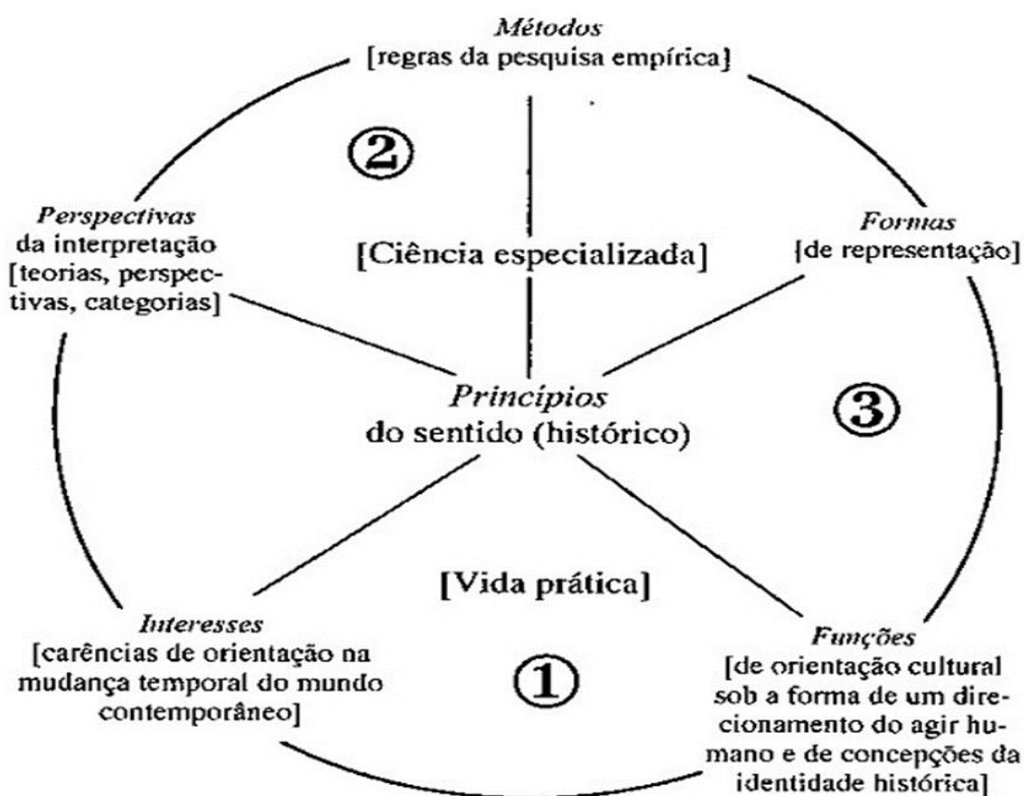 Métodos
[regras da pesquisa empírica]
②
Perspectivas
da interpretação
[teorias, perspec-
tivas, categorias]
Formas
[de representação]
[Ciência especializada]
Princípios
do sentido (histórico)
③
[Vida prática]
Interesses
[carências de orientação na
mudança temporal do mundo
contemporâneo]
①
Funções
[de orientação cultural
sob a forma de um dire-
cionamento do agir hu-
mano e de concepções da
identidade histórica]